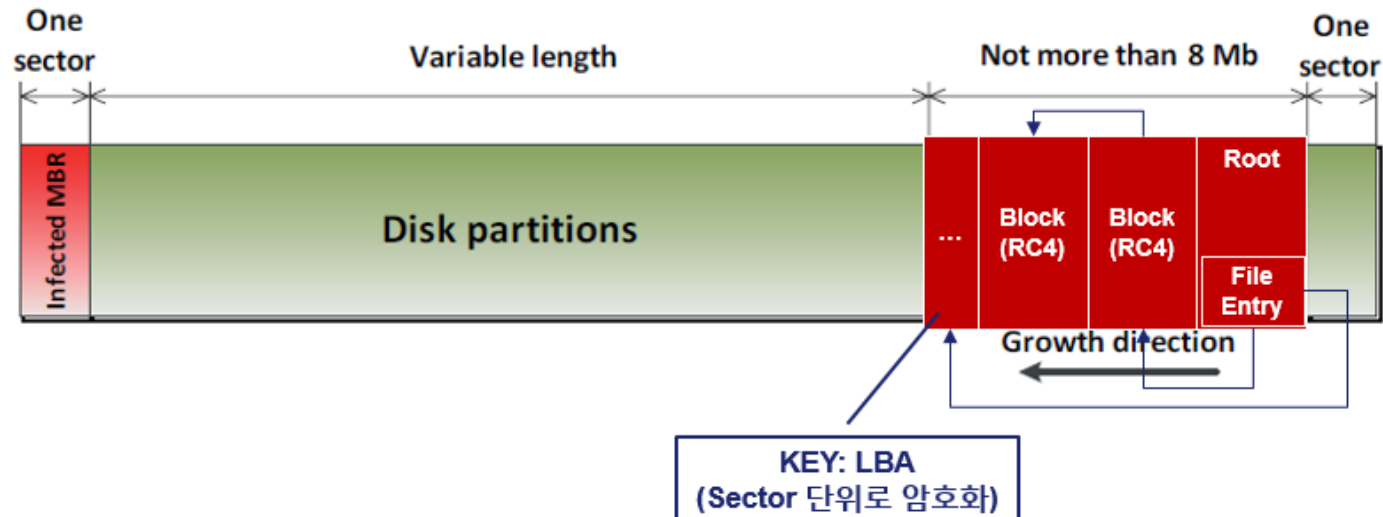 One
sector
Variable length
Not more than 8 Mb
One
sector
Infected MBR
Disk partitions
...
Block
(RC4)
Block
(RC4)
Root
File
Entry
Growth direction
KEY: LBA
(Sector 단위로 암호화)